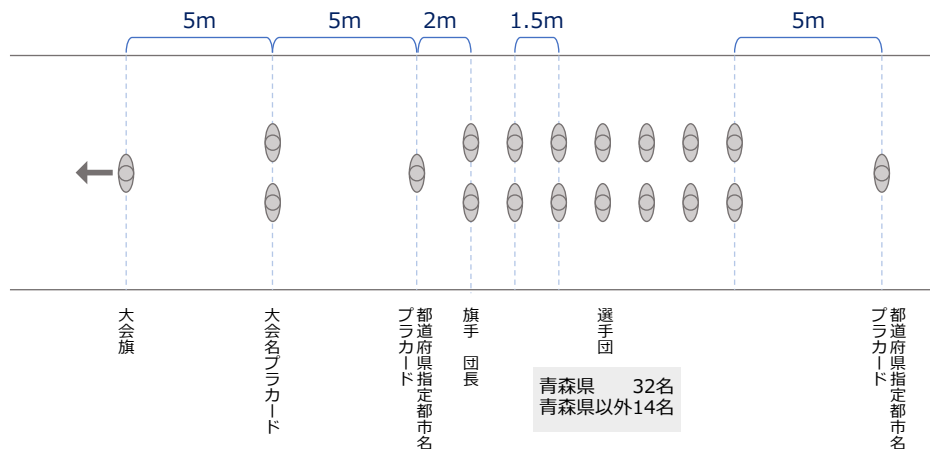 5m
5m
2m
1.5m
5m
大会旗
大会名プラカード
都道府県指定都市名
プラカード
旗手　団長
選手団
都道府県指定都市名
プラカード
青森県　　32名
青森県以外14名